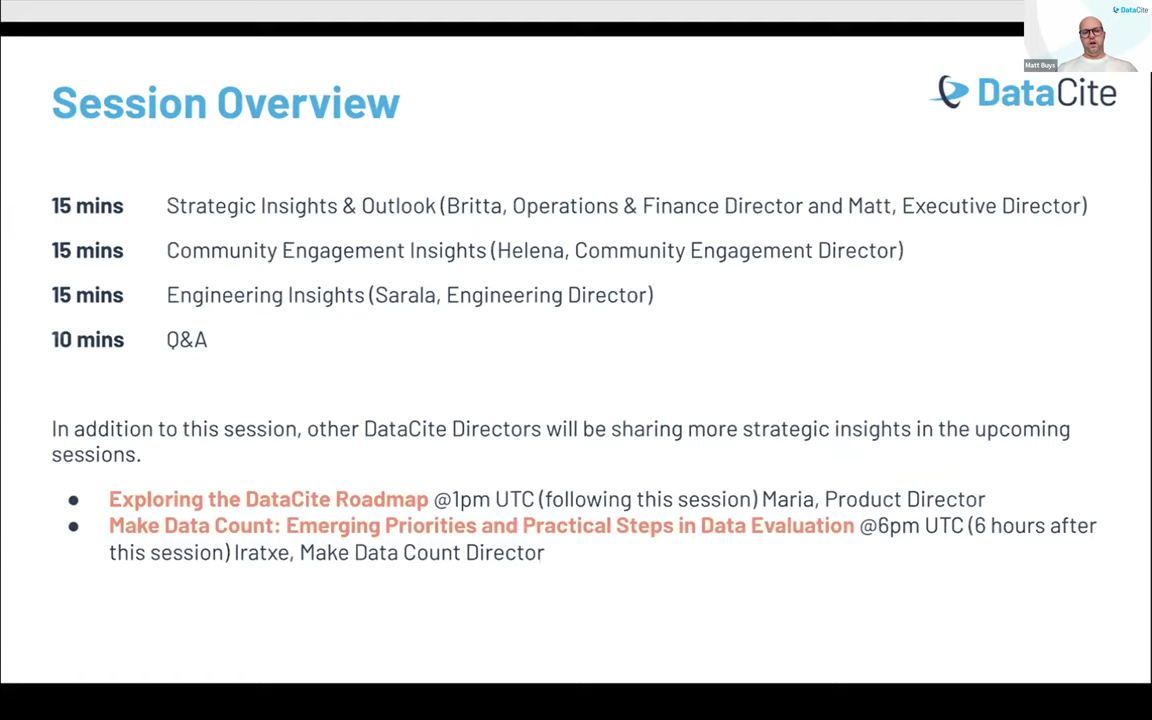 DataCite
Matt Buys
Session Overview
DataCite
15 mins Strategic Insights & Outlook (Britta, Operations & Finance Director and Matt, Executive Director)
15 mins Community Engagement Insights (Helena, Community Engagement Director)
15 mins Engineering Insights (Sarala, Engineering Director)
10 mins Q&A
In addition to this session, other DataCite Directors will be sharing more strategic insights in the upcoming
sessions.
● Exploring the DataCite Roadmap @1pm UTC (following this session) Maria, Product Director
● Make Data Count: Emerging Priorities and Practical Steps in Data Evaluation @6pm UTC (6 hours after
this session) Iratxe, Make Data Count Director